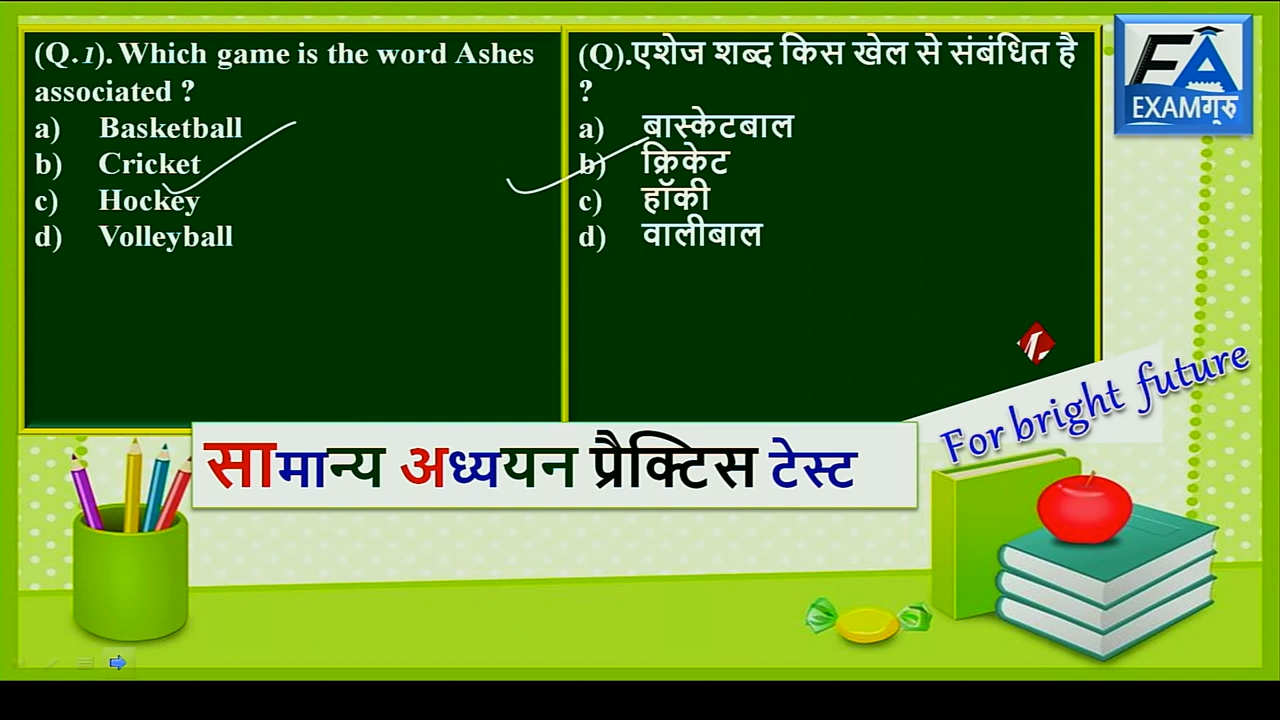 (Q.1). Which game is the word Ashes
associated ?
a) Basketball
b) Cricket
c) Hockey
d) Volleyball
(Q).एशेज शब्द किस खेल से संबंधित है
?
a) बास्केटबाल
b) क्रिकेट
c) हॉकी
d) वालीबाल
EXAMगुरु
For bright future
सामान्य अध्ययन प्रैक्टिस टेस्ट